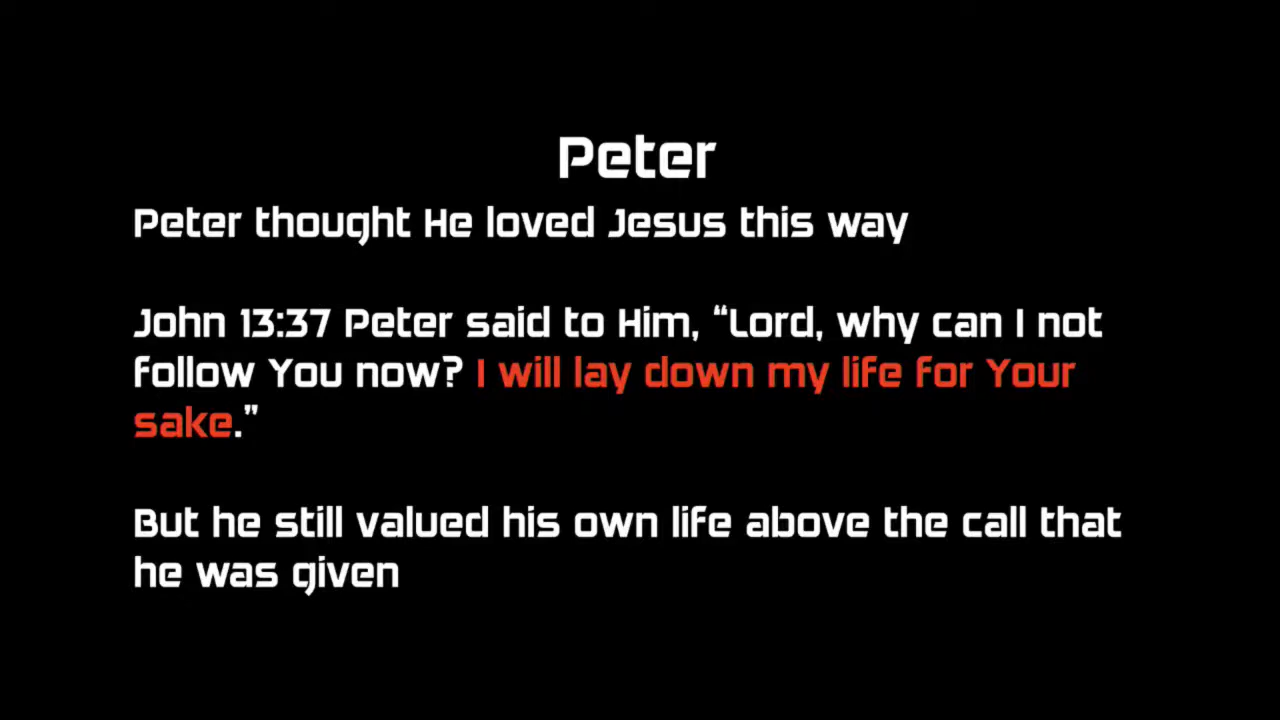 Peter
Peter thought He loved Jesus this way
John 13:37 Peter said to Him, “Lord, why can I not
follow You now? I will lay down my life for Your
sake.”
But he still valued his own life above the call that
he was given